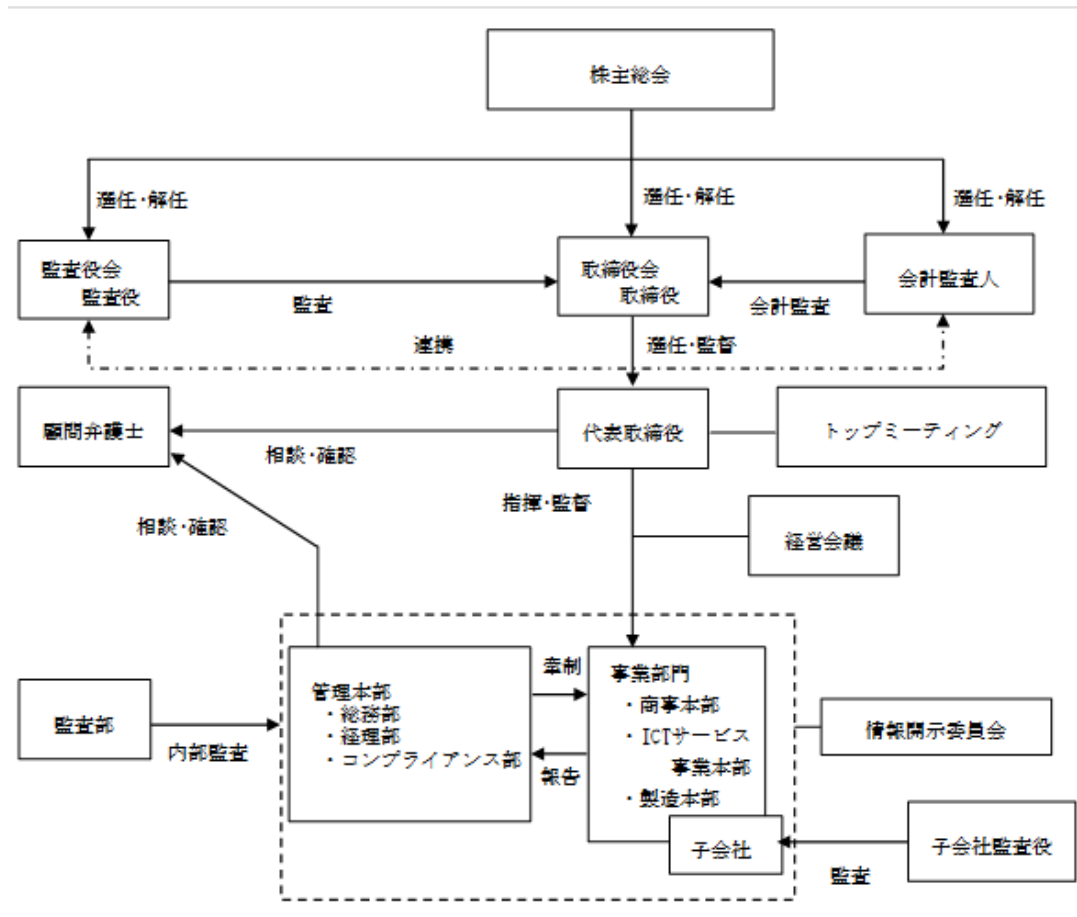 株主総会
選任・解任
選任・解任
選任・解任
監査役会
監査役
監査
取締役会
取締役
会計監査
会計監査人
連携
選任・監督
顧問弁護士
相談・確認
代表取締役
トップミーティング
相談・確認
指揮・監督
経営会議
管理本部
・総務部
・経理部
・コンプライアンス部
牽制
報告
事業部門
・商事本部
・ICTサービス
事業本部
・製造本部
子会社
監査部
内部監査
情報開示委員会
子会社監査役
監査